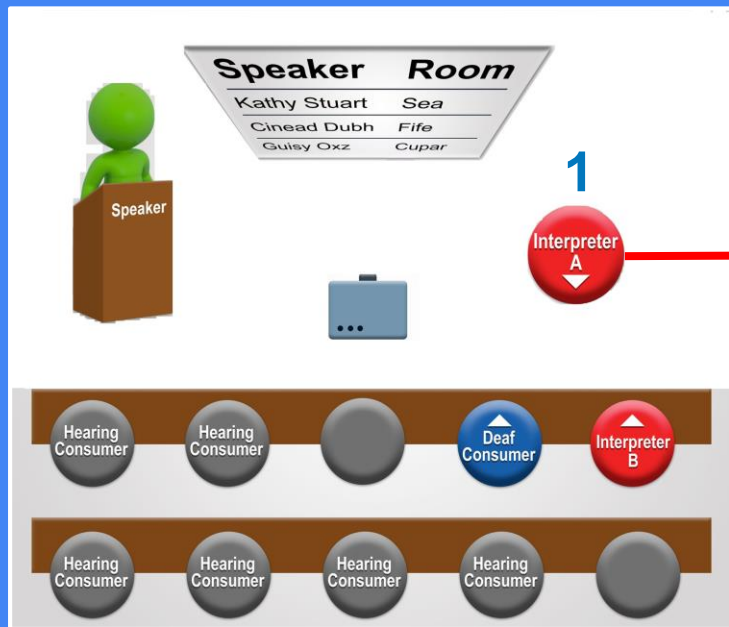 Speaker Room
Kathy Stuart Sea
Cinead Dubh Fife
Guisy Oxz Cupar
1
Speaker
Interpreter
A
Hearing
Consumer
Hearing
Consumer
Deaf
Consumer
Interpreter
B
Hearing
Consumer
Hearing
Consumer
Hearing
Consumer
Hearing
Consumer